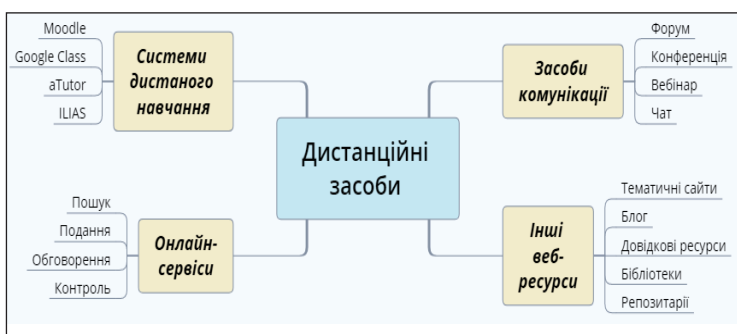 Moodle
Google Class
aTutor
ILIAS
Системи
дистаного
навчання
Форум
Конференція
Вебінар
Чат
Засоби
комунікації
Дистанційні
засоби
Пошук
Подання
Обговорення
Контроль
Онлайн-
сервіси
Тематичні сайти
Блог
Довідкові ресурси
Бібліотеки
Репозитарії
Інші
веб-
ресурси